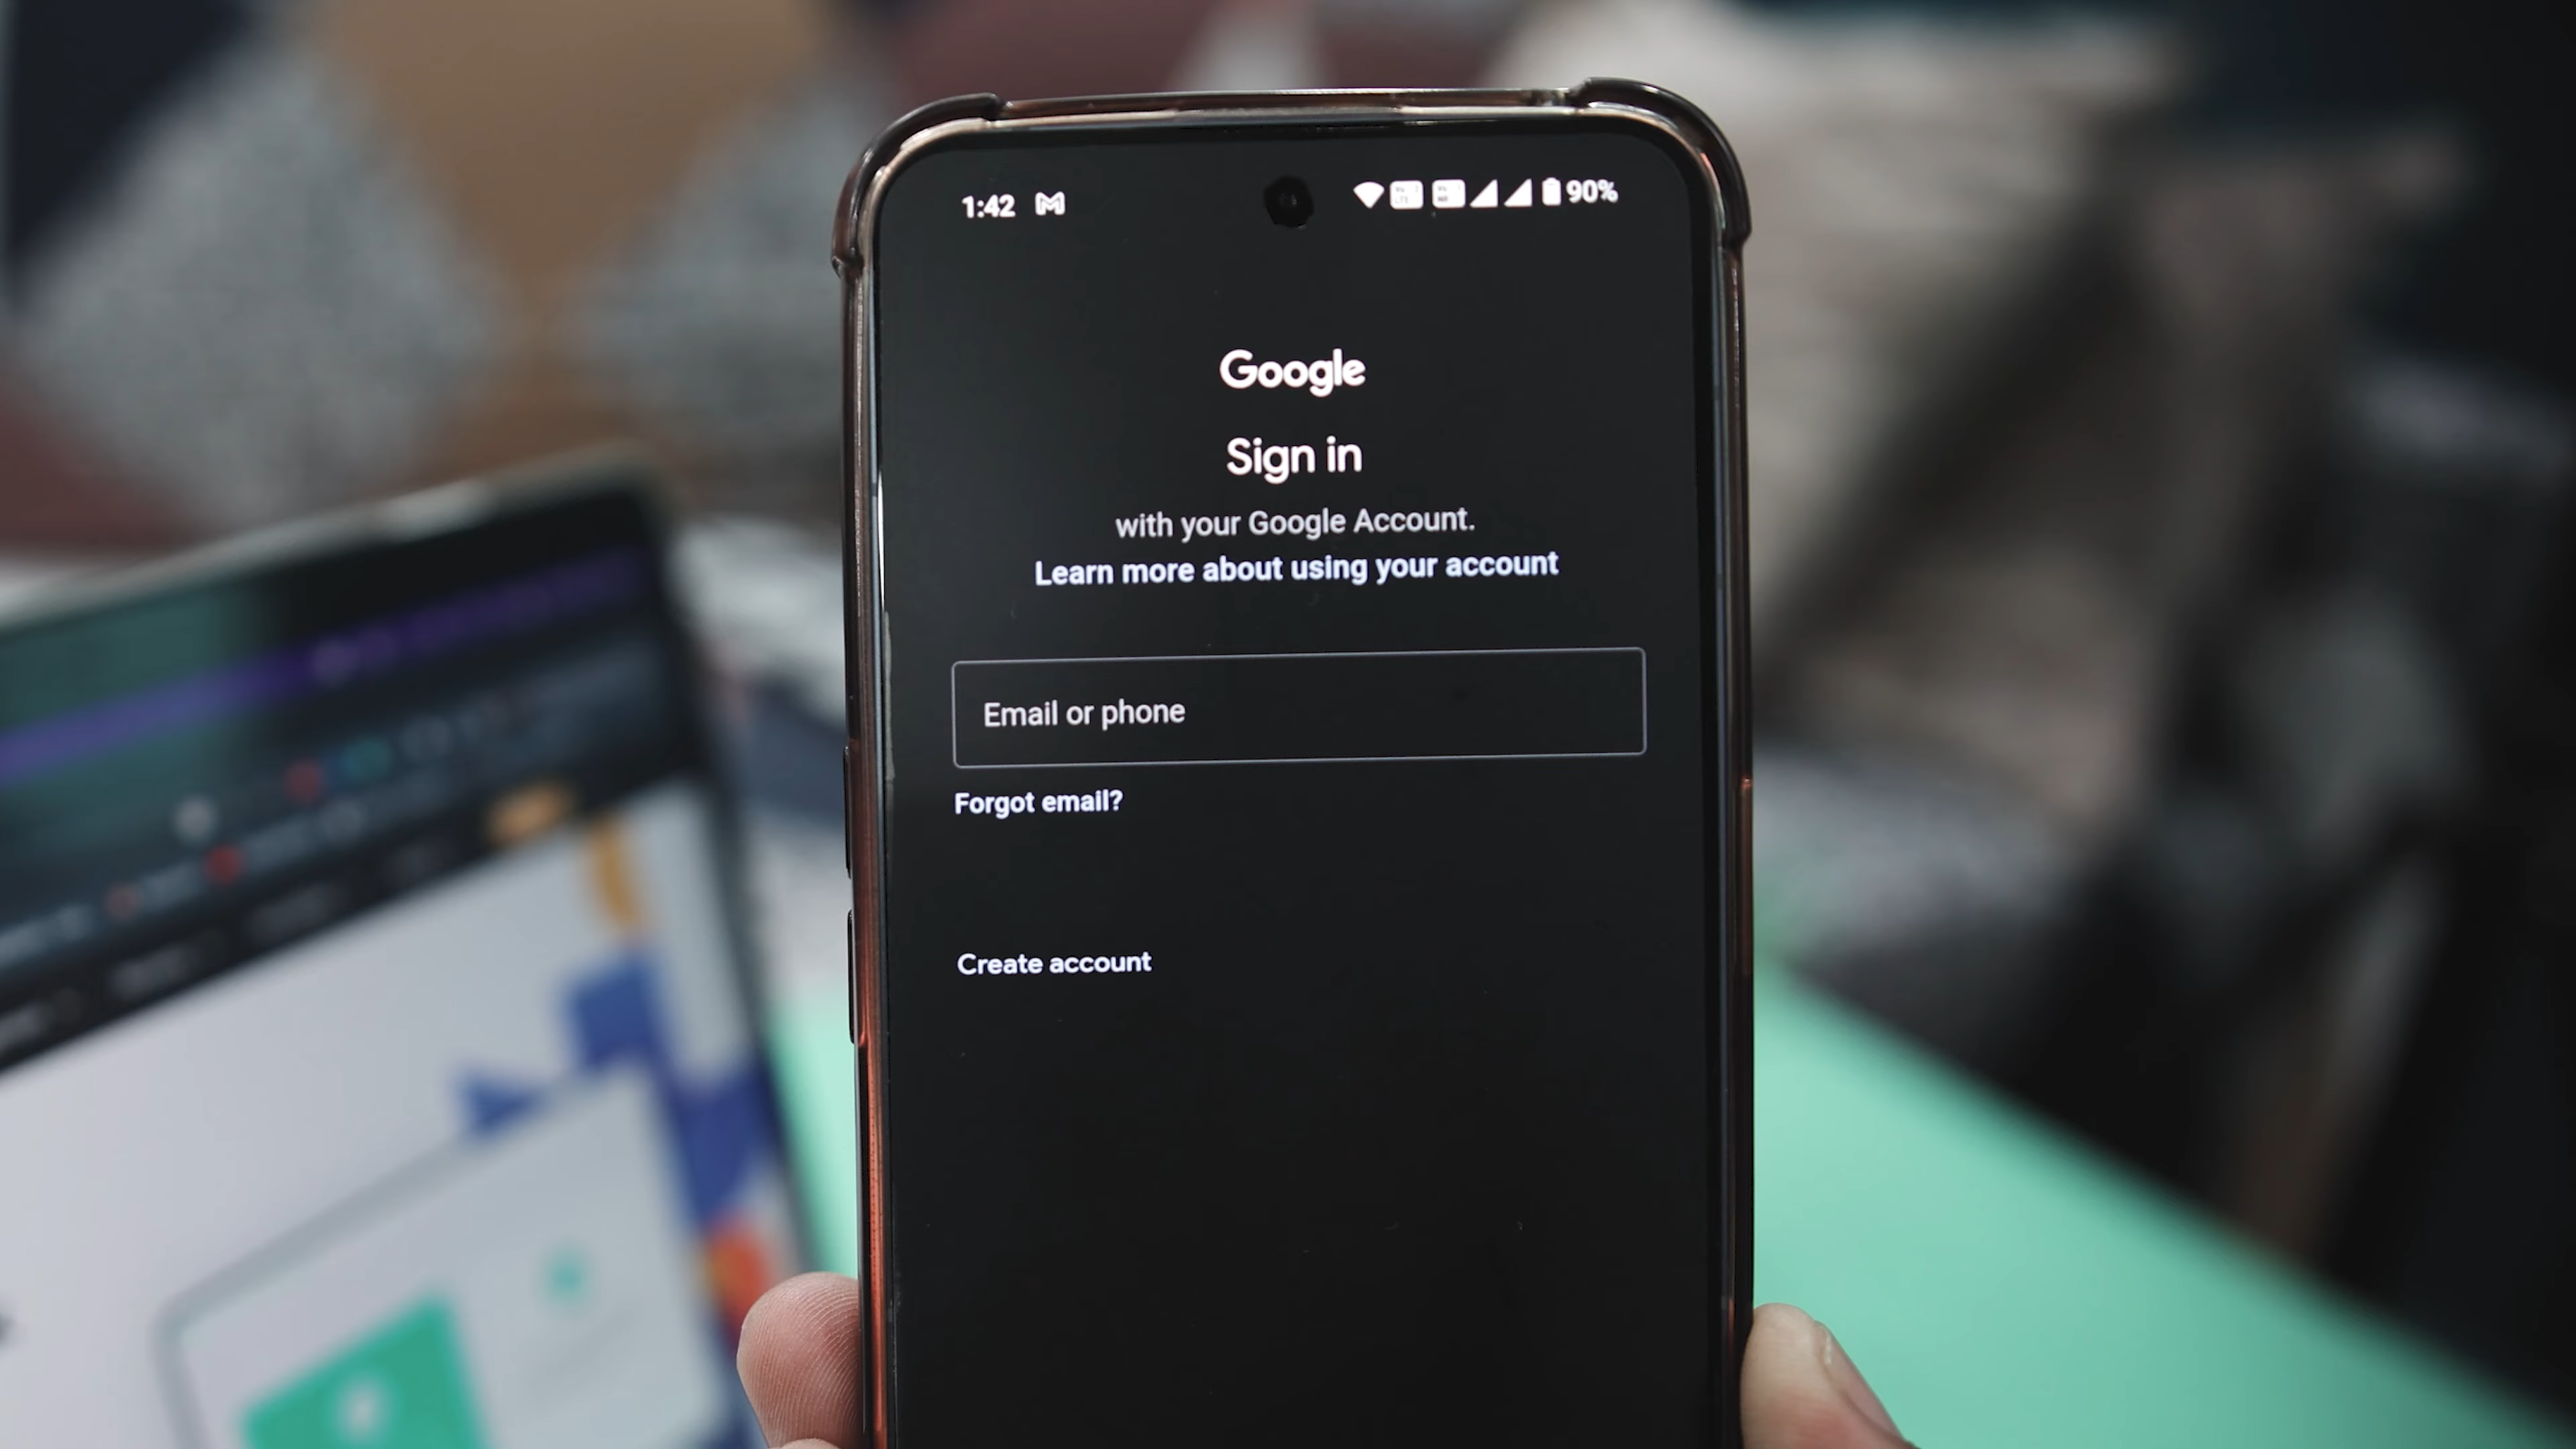 1:42
90%
Google
Sign in
with your Google Account.
Learn more about using your account
Email or phone
Forgot email?
Create account